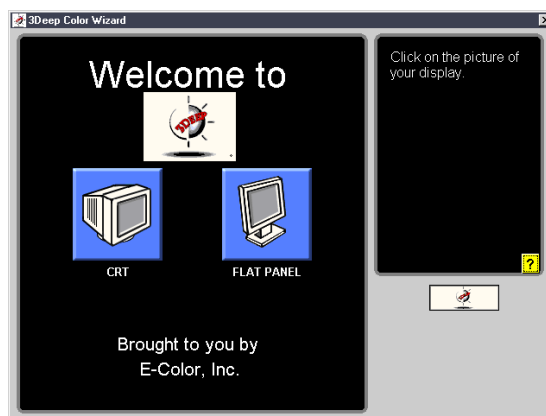 3Deep Color Wizard
Welcome to
3DEEP
CRT
FLAT PANEL
Brought to you by
E-Color, Inc.
Click on the picture of
your display.
?